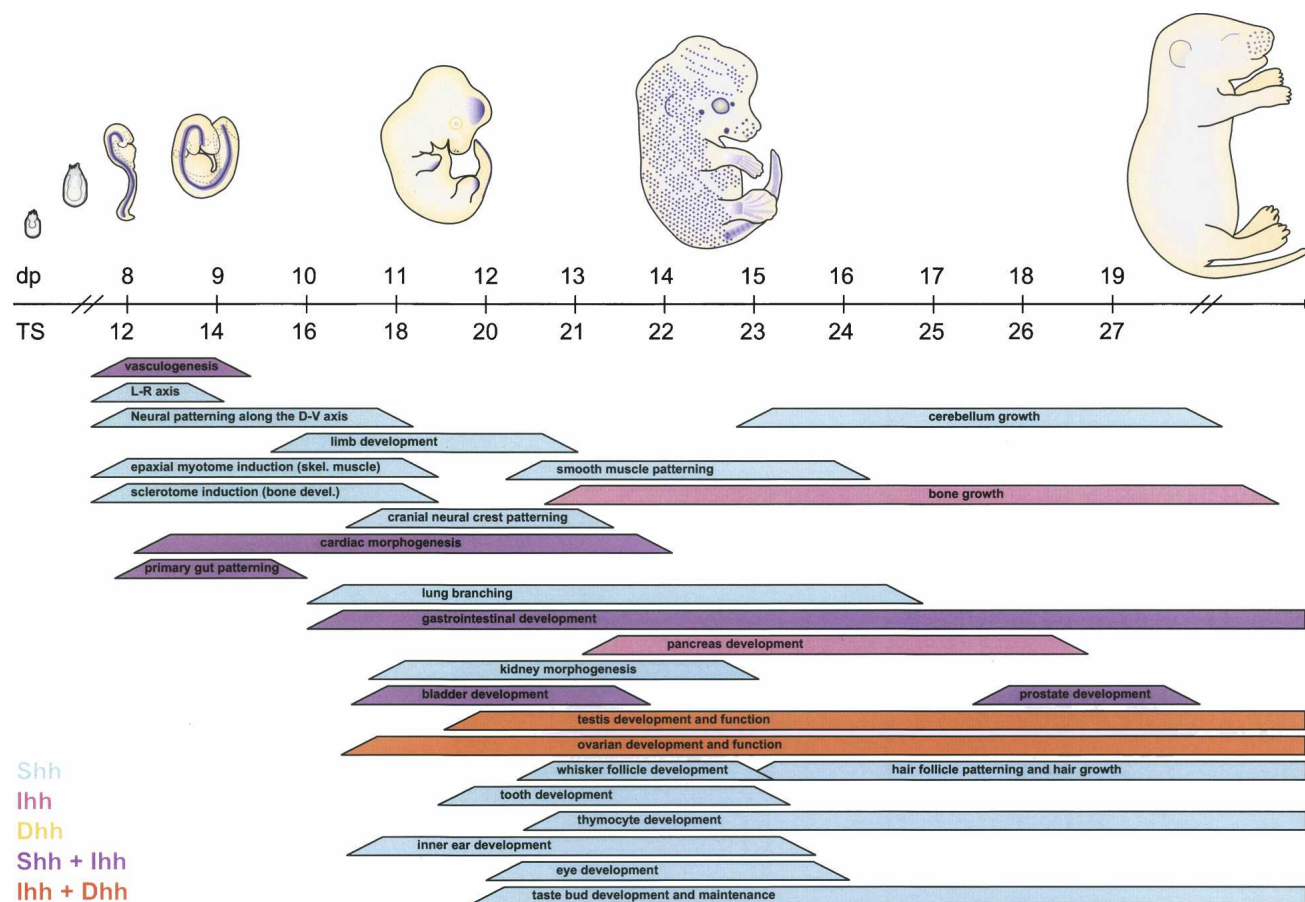 dp 8 9 10 11 12 13 14 15 16 17 18 19
TS 12 14 16 18 20 21 22 23 24 25 26 27
vasculogenesis
L-R axis
Neural patterning along the D-V axis cerebellum growth
limb development
epaxial myotome induction (skel. muscle) smooth muscle patterning
sclerotome induction (bone devel.) bone growth
cranial neural crest patterning
cardiac morphogenesis
primary gut patterning
lung branching
gastrointestinal development
pancreas development
kidney morphogenesis
bladder development prostate development
testis development and function
ovarian development and function
whisker follicle development hair follicle patterning and hair growth
tooth development
thymocyte development
inner ear development
eye development
taste bud development and maintenance
Shh
Ihh
Dhh
Shh + Ihh
Ihh + Dhh